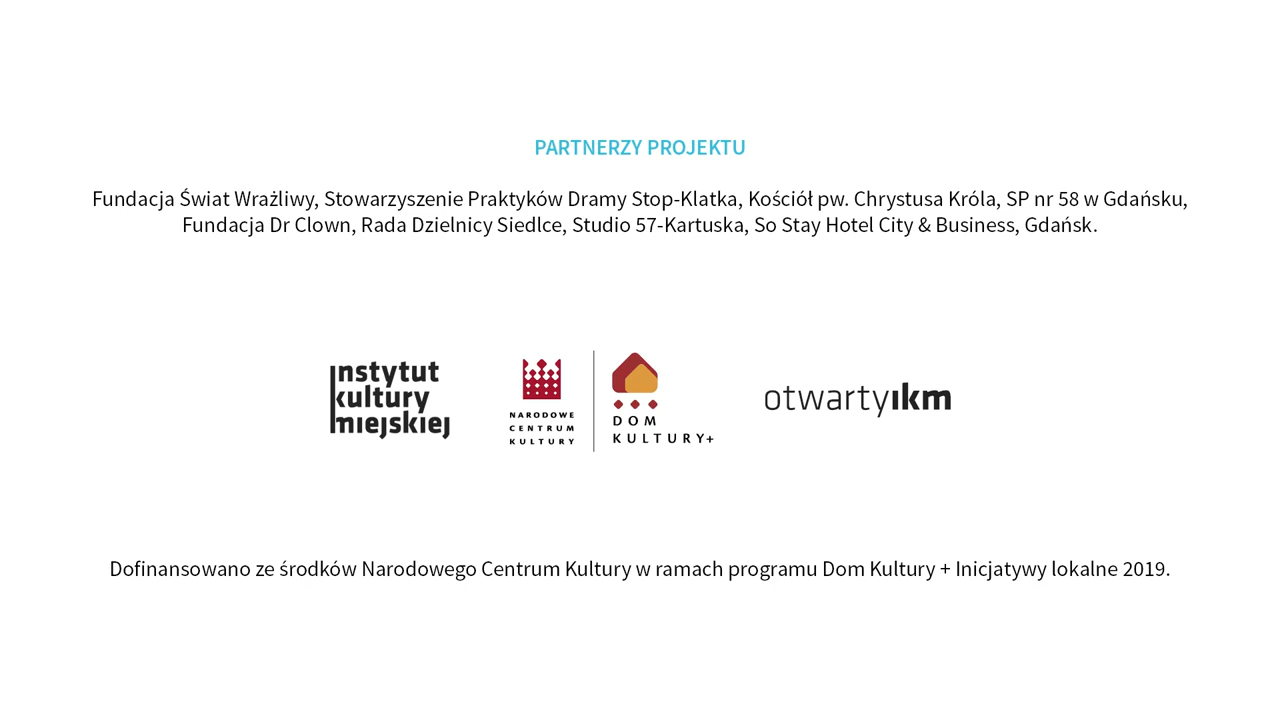 PARTNERZY PROJEKTU
Fundacja Świat Wrażliwy, Stowarzyszenie Praktyków Dramy Stop-Klatka, Kościół pw. Chrystusa Króla, SP nr 58 w Gdańsku,
Fundacja Dr Clown, Rada Dzielnicy Siedlce, Studio 57-Kartuska, So Stay Hotel City & Business, Gdańsk.
Instytut
kultury
miejskiej
NARODOWE
CENTRUM
KULTURY
DOM
KULTURY+
otwartyıkm
Dofinansowano ze środków Narodowego Centrum Kultury w ramach programu Dom Kultury + Inicjatywy lokalne 2019.